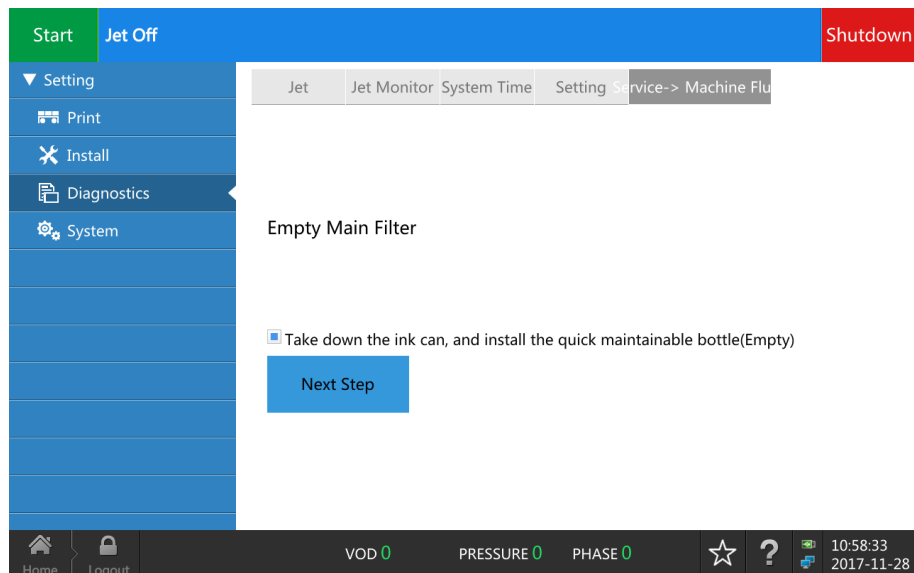 Start
Jet Off
Shutdown
Setting
Print
Install
Diagnostics
System
Jet
Jet Monitor
System Time
Setting
Service-> Machine Flu
Empty Main Filter
Take down the ink can, and install the quick maintainable bottle(Empty)
Next Step
Home
Logout
VOD 0
PRESSURE 0
PHASE 0
?
10:58:33
2017-11-28